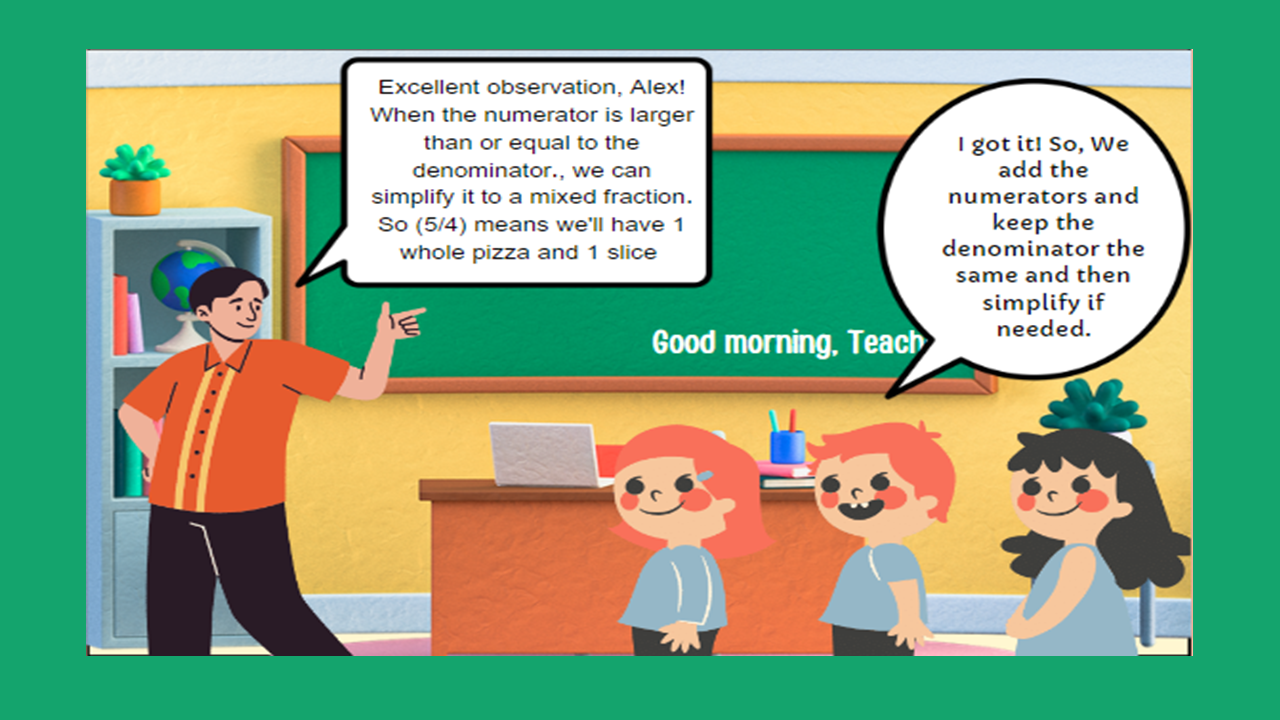 Excellent observation, Alex!
When the numerator is larger
than or equal to the
denominator., we can
simplify it to a mixed fraction.
So (5/4) means we'll have 1
whole pizza and 1 slice
I got it! So, We
add the
numerators and
keep the
denominator the
same and then
simplify if
needed.
Good morning, Teach